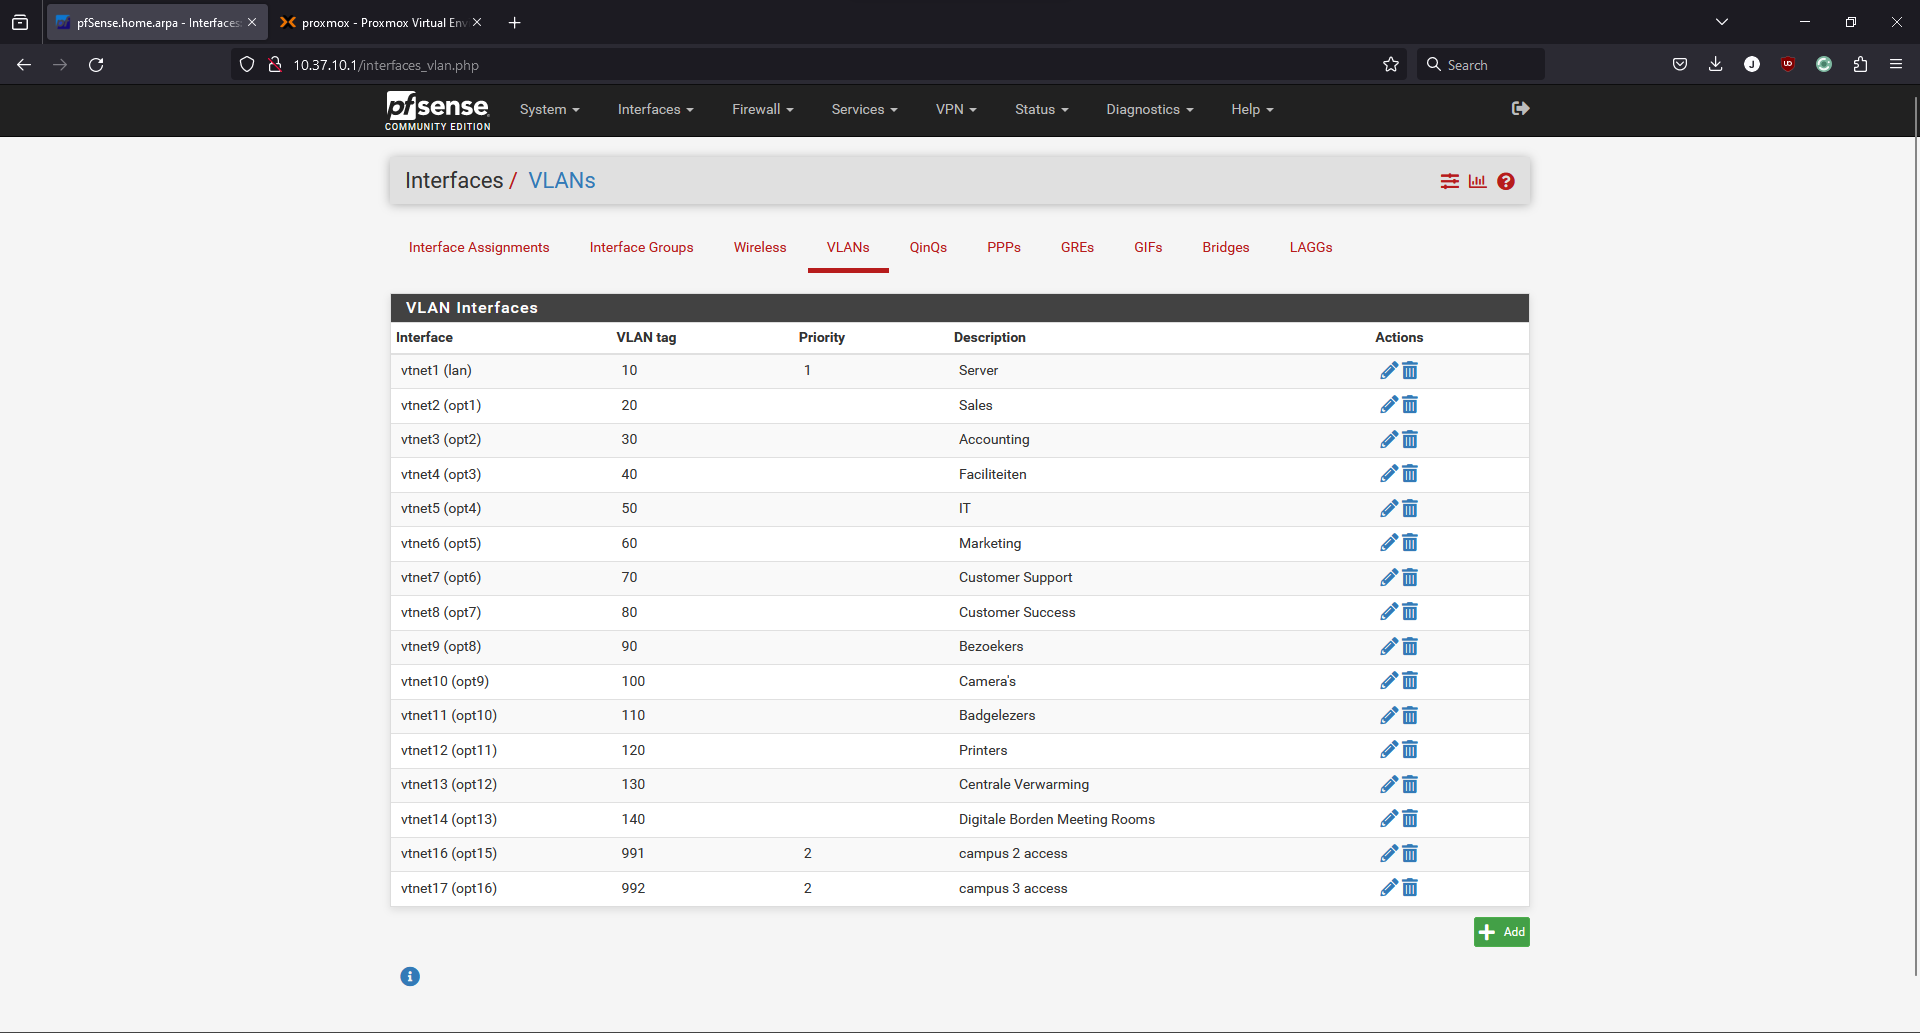 pfSense.home.arpa - Interfaces
proxmox - Proxmox Virtual Env
10.37.10.1/interfaces_vlan.php
Search
pfsense
COMMUNITY EDITION
System
Interfaces
Firewall
Services
VPN
Status
Diagnostics
Help
Interfaces / VLANs
Interface Assignments
Interface Groups
Wireless
VLANs
QinQs
PPPs
GREs
GIFs
Bridges
LAGGs
VLAN Interfaces
Interface VLAN tag Priority Description Actions
vtnet1 (lan) 10 1 Server
vtnet2 (opt1) 20 Sales
vtnet3 (opt2) 30 Accounting
vtnet4 (opt3) 40 Faciliteiten
vtnet5 (opt4) 50 IT
vtnet6 (opt5) 60 Marketing
vtnet7 (opt6) 70 Customer Support
vtnet8 (opt7) 80 Customer Success
vtnet9 (opt8) 90 Bezoekers
vtnet10 (opt9) 100 Camera's
vtnet11 (opt10) 110 Badgelezers
vtnet12 (opt11) 120 Printers
vtnet13 (opt12) 130 Centrale Verwarming
vtnet14 (opt13) 140 Digitale Borden Meeting Rooms
vtnet16 (opt15) 991 2 campus 2 access
vtnet17 (opt16) 992 2 campus 3 access
Add